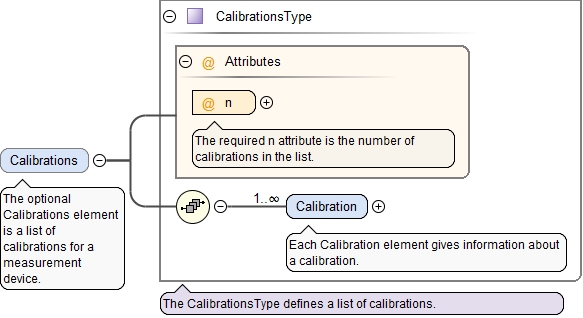 CalibrationsType
@ Attributes
@ n
The required n attribute is the number of
calibrations in the list.
Calibrations
The optional
Calibrations element
is a list of
calibrations for a
measurement
device.
1..∞
Calibration
Each Calibration element gives information about
a calibration.
The CalibrationsType defines a list of calibrations.